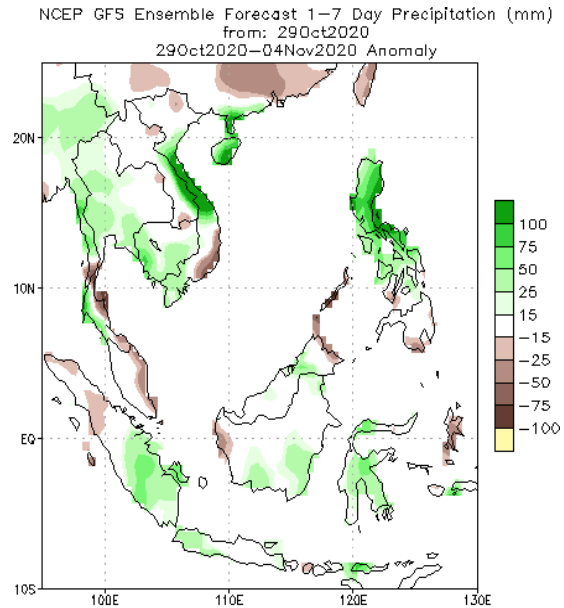 NCEP GFS Ensemble Forecast 1–7 Day Precipitation (mm)
from: 29Oct2020
29Oct2020–04Nov2020 Anomaly
20N
10N
EQ
10S
100E
110E
120E
130E
100
75
50
25
15
−15
−25
−50
−75
−100